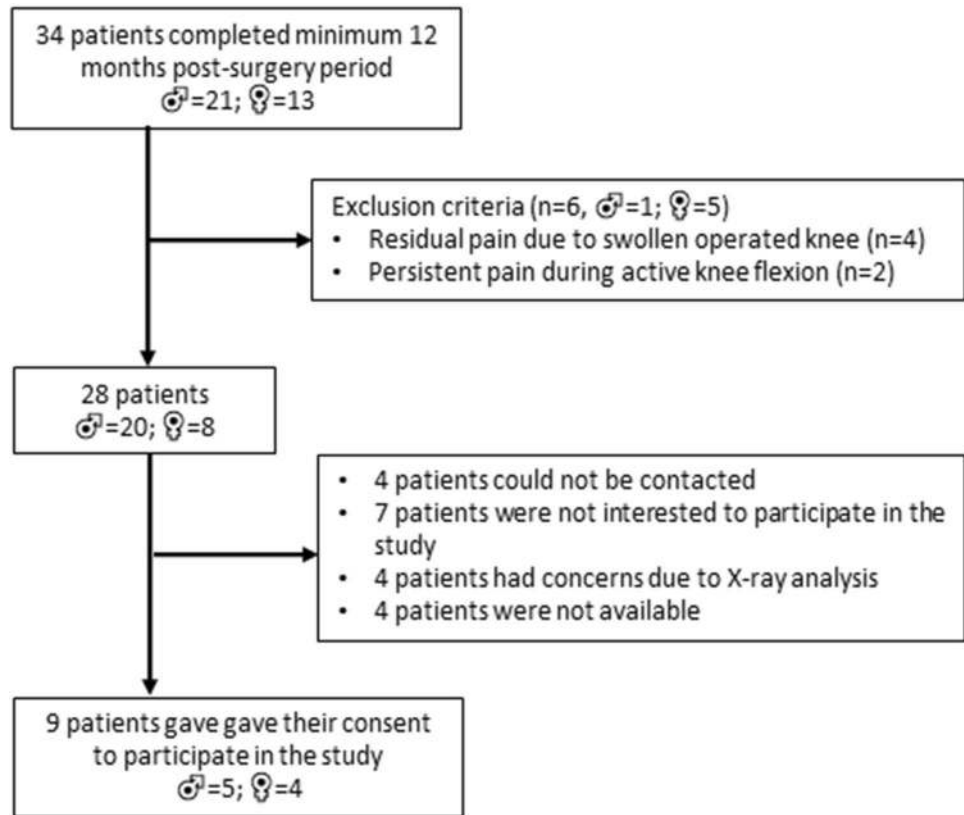 34 patients completed minimum 12
months post-surgery period
♂=21; ♀=13
Exclusion criteria (n=6, ♂=1; ♀=5)
• Residual pain due to swollen operated knee (n=4)
• Persistent pain during active knee flexion (n=2)
28 patients
♂=20; ♀=8
• 4 patients could not be contacted
• 7 patients were not interested to participate in the
study
• 4 patients had concerns due to X-ray analysis
• 4 patients were not available
9 patients gave gave their consent
to participate in the study
♂=5; ♀=4